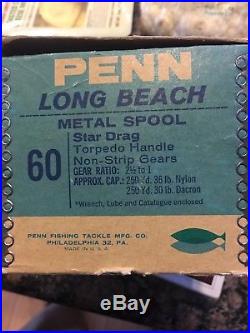 PENN
LONG BEACH
METAL SPOOL
Star Drag
60
Torpedo Handle
Non-Strip Gears
GEAR RATIO: 2½ to 1
APPROX. CAP.: 250 Yd. 36 lb. Nylon
250 Yd. 30 lb. Dacron
*Wrench, Lube and Catalogue enclosed
PENN FISHING TACKLE MFG. CO.
PHILADELPHIA 32, PA.
MADE IN U.S.A.